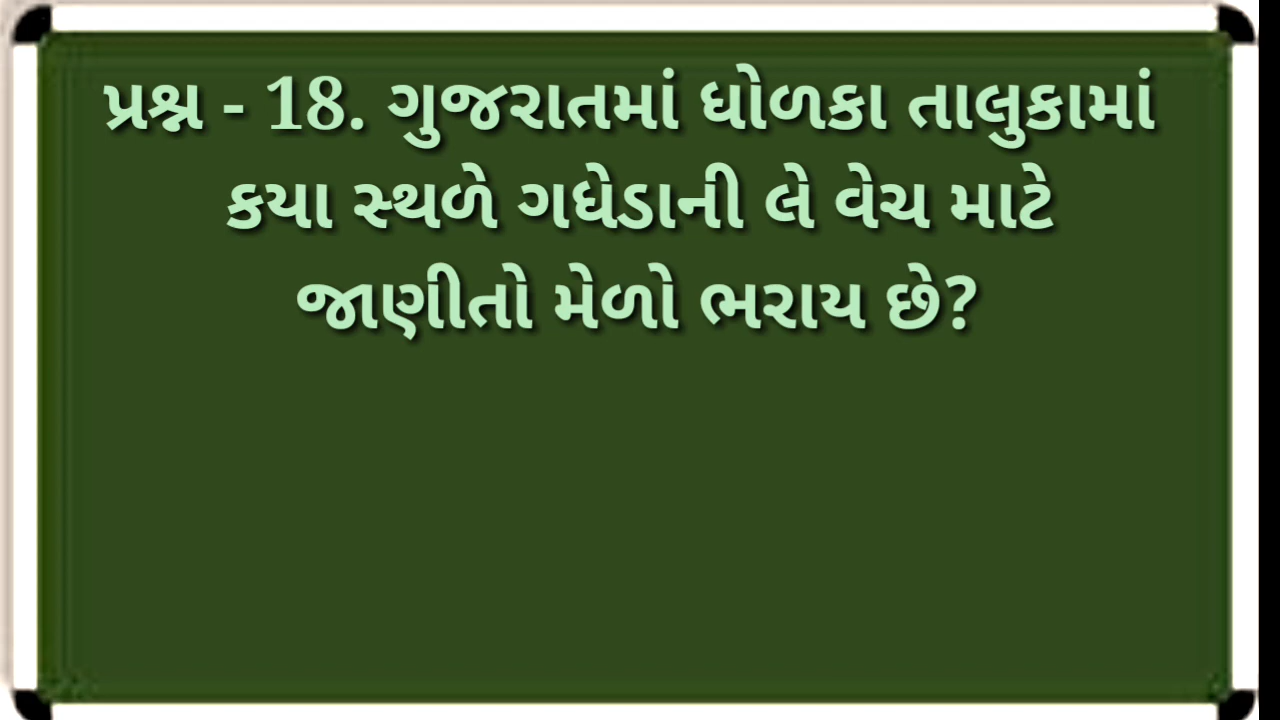 પ્રશ્ન - 18. ગુજરાતમાં ધોળકા તાલુકામાં
કયા સ્થળે ગધેડાની લે વેચ માટે
જાણીતો મેળો ભરાય છે?